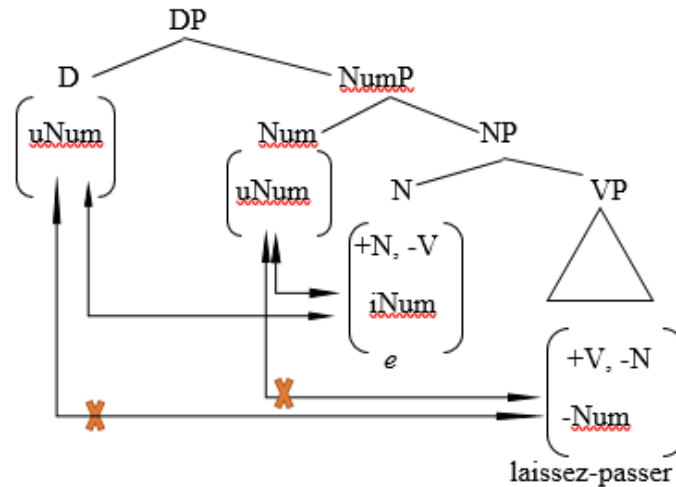 DP
D NumP
uNum Num NP
uNum N VP
+N, -V
iNum
e
+V, -N
-Num
laissez-passer